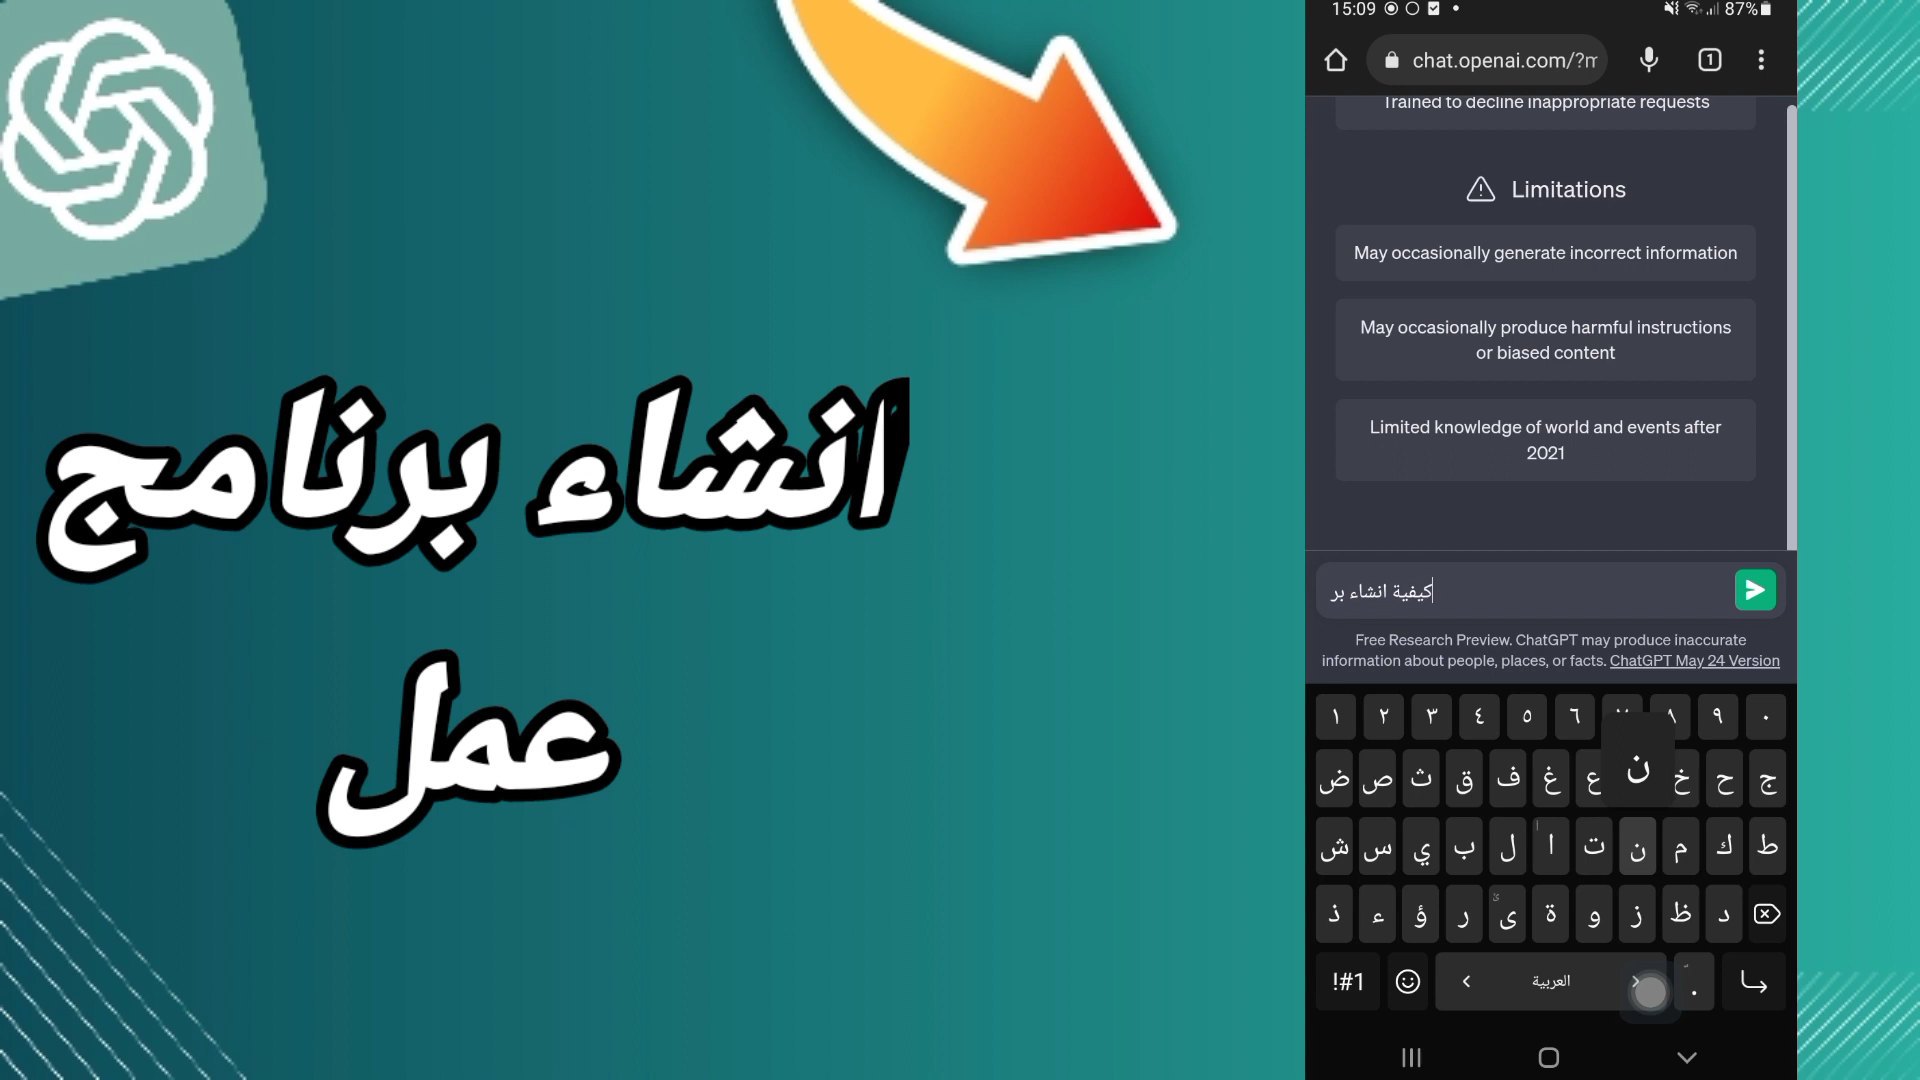 انشاء برنامج
عمل
15:09
87%
chat.openai.com/?m
Trained to decline inappropriate requests
Limitations
May occasionally generate incorrect information
May occasionally produce harmful instructions
or biased content
Limited knowledge of world and events after
2021
كيفية انشاء بر
Free Research Preview. ChatGPT may produce inaccurate
information about people, places, or facts. ChatGPT May 24 Version
١ ٢ ٣ ٤ ٥ ٦ ٩ ٠
ض ص ث ق ف غ ع ن خ ح ج
ش س ي ب ل ا ت ن م ك ط
ذ ء ؤ ر ى ة و ز ظ د
!#1 العربية .